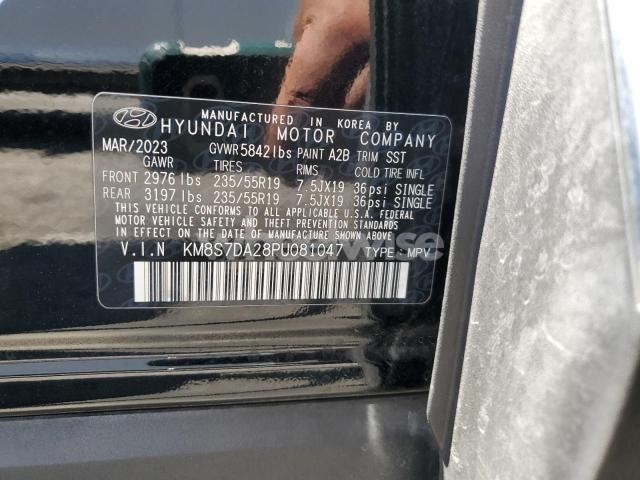 MANUFACTURED IN KOREA BY
HYUNDAI MOTOR COMPANY
MAR/2023 GVWR 5842lbs PAINT A2B TRIM SST
GAWR TIRES RIMS COLD TIRE INFL
FRONT 2976 lbs 235/55R19 7.5JX19 36psi SINGLE
REAR 3197 lbs 235/55R19 7.5JX19 36psi SINGLE
THIS VEHICLE CONFORMS TO ALL APPLICABLE U.S.A. FEDERAL
MOTOR VEHICLE SAFETY AND THEFT PREVENTION STANDARDS
IN EFFECT ON THE DATE OF MANUFACTURE SHOWN ABOVE.
V.I.N KM8S7DA28PU081047 TYPE : MPV